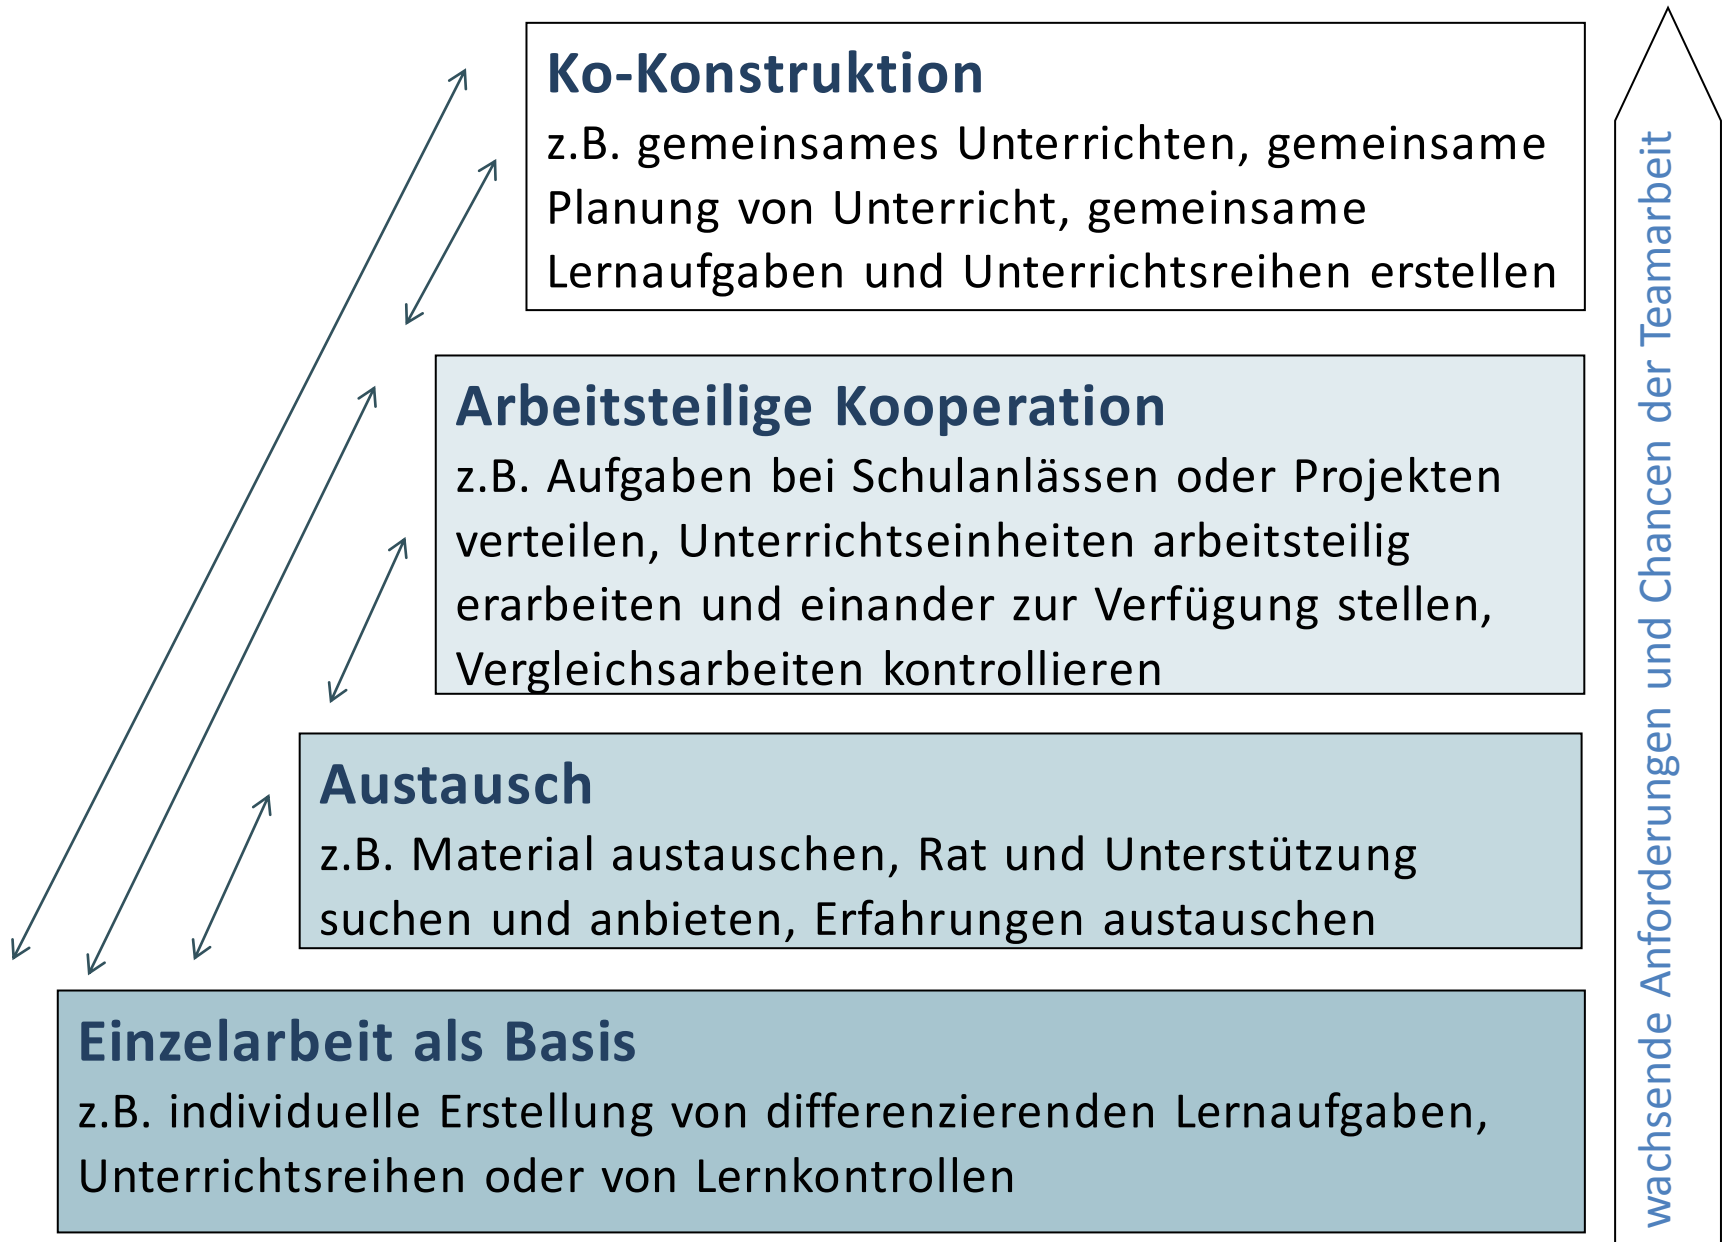 Ko-Konstruktion
z.B. gemeinsames Unterrichten, gemeinsame
Planung von Unterricht, gemeinsame
Lernaufgaben und Unterrichtsreihen erstellen
Arbeitsteilige Kooperation
z.B. Aufgaben bei Schulanlässen oder Projekten
verteilen, Unterrichtseinheiten arbeitsteilig
erarbeiten und einander zur Verfügung stellen,
Vergleichsarbeiten kontrollieren
Austausch
z.B. Material austauschen, Rat und Unterstützung
suchen und anbieten, Erfahrungen austauschen
Einzelarbeit als Basis
z.B. individuelle Erstellung von differenzierenden Lernaufgaben,
Unterrichtsreihen oder von Lernkontrollen
wachsende Anforderungen und Chancen der Teamarbeit